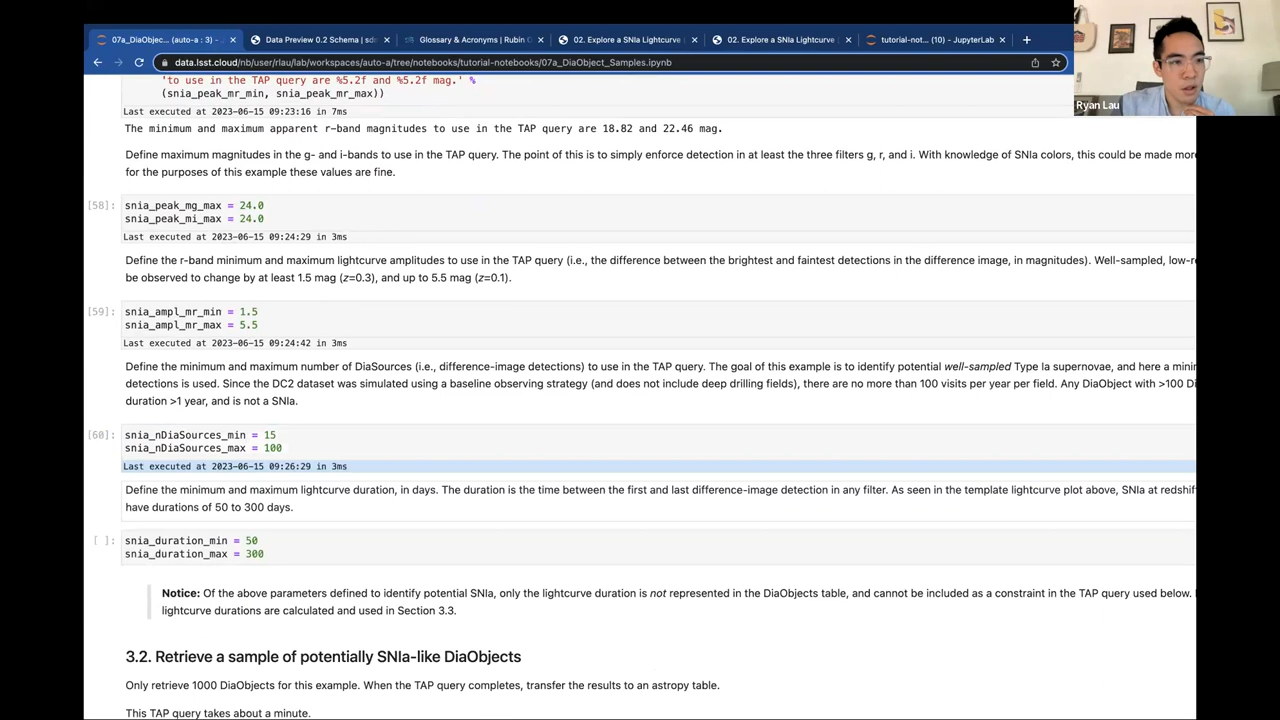 07a_DiaObjec... (auto-a : 3) - ×
Data Preview 0.2 Schema | sdm ×
Glossary & Acronyms | Rubin O ×
02. Explore a SNIa Lightcurve ×
02. Explore a SNIa Lightcurve ×
tutorial-not... (10) - JupyterLab ×
data.lsst.cloud/nb/user/rlau/lab/workspaces/auto-a/tree/notebooks/tutorial-notebooks/07a_DiaObject_Samples.ipynb
Ryan Lau
'to use in the TAP query are %5.2f and %5.2f mag.' %
(snia_peak_mr_min, snia_peak_mr_max))
Last executed at 2023-06-15 09:23:16 in 7ms
The minimum and maximum apparent r-band magnitudes to use in the TAP query are 18.82 and 22.46 mag.
Define maximum magnitudes in the g- and i-bands to use in the TAP query. The point of this is to simply enforce detection in at least the three filters g, r, and i. With knowledge of SNIa colors, this could be made more
for the purposes of this example these values are fine.
[58]: snia_peak_mg_max = 24.0
snia_peak_mi_max = 24.0
Last executed at 2023-06-15 09:24:29 in 3ms
Define the r-band minimum and maximum lightcurve amplitudes to use in the TAP query (i.e., the difference between the brightest and faintest detections in the difference image, in magnitudes). Well-sampled, low-re
be observed to change by at least 1.5 mag (z=0.3), and up to 5.5 mag (z=0.1).
[59]: snia_ampl_mr_min = 1.5
snia_ampl_mr_max = 5.5
Last executed at 2023-06-15 09:24:42 in 3ms
Define the minimum and maximum number of DiaSources (i.e., difference-image detections) to use in the TAP query. The goal of this example is to identify potential well-sampled Type Ia supernovae, and here a minir
detections is used. Since the DC2 dataset was simulated using a baseline observing strategy (and does not include deep drilling fields), there are no more than 100 visits per year per field. Any DiaObject with >100 Di
duration >1 year, and is not a SNIa.
[60]: snia_nDiaSources_min = 15
snia_nDiaSources_max = 100
Last executed at 2023-06-15 09:26:29 in 3ms
Define the minimum and maximum lightcurve duration, in days. The duration is the time between the first and last difference-image detection in any filter. As seen in the template lightcurve plot above, SNIa at redshif
have durations of 50 to 300 days.
[ ]: snia_duration_min = 50
snia_duration_max = 300
Notice: Of the above parameters defined to identify potential SNIa, only the lightcurve duration is not represented in the DiaObjects table, and cannot be included as a constraint in the TAP query used below.
lightcurve durations are calculated and used in Section 3.3.
3.2. Retrieve a sample of potentially SNIa-like DiaObjects
Only retrieve 1000 DiaObjects for this example. When the TAP query completes, transfer the results to an astropy table.
This TAP query takes about a minute.